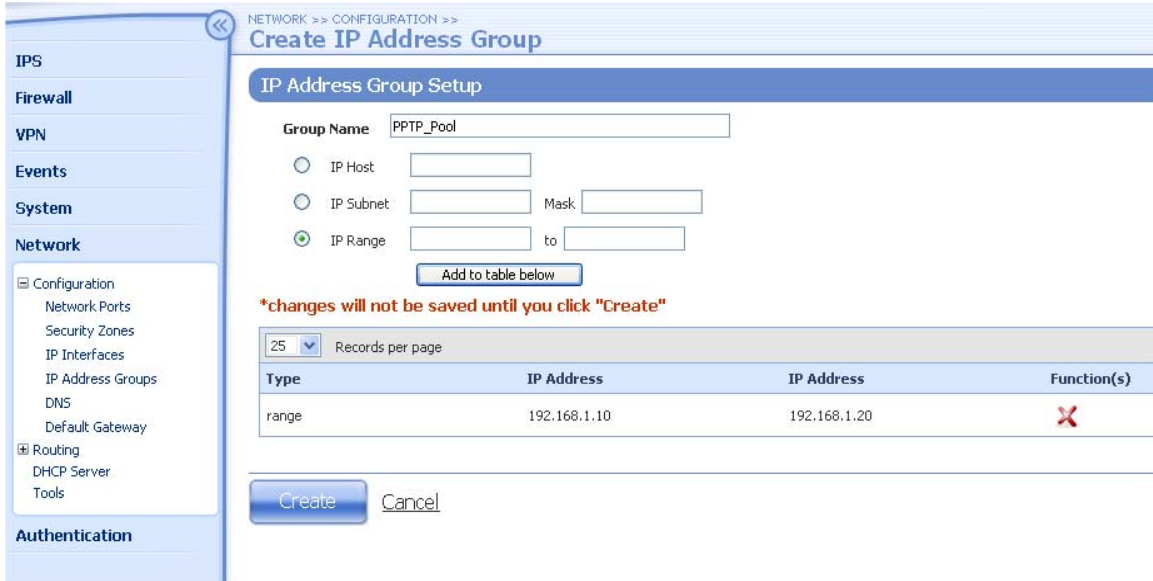 NETWORK >> CONFIGURATION >>
Create IP Address Group
IPS
Firewall
VPN
Events
System
Network
Configuration
Network Ports
Security Zones
IP Interfaces
IP Address Groups
DNS
Default Gateway
Routing
DHCP Server
Tools
Authentication
IP Address Group Setup
Group Name PPTP_Pool
IP Host
IP Subnet Mask
IP Range to
Add to table below
*changes will not be saved until you click "Create"
25 Records per page
Type IP Address IP Address Function(s)
range 192.168.1.10 192.168.1.20
Create Cancel